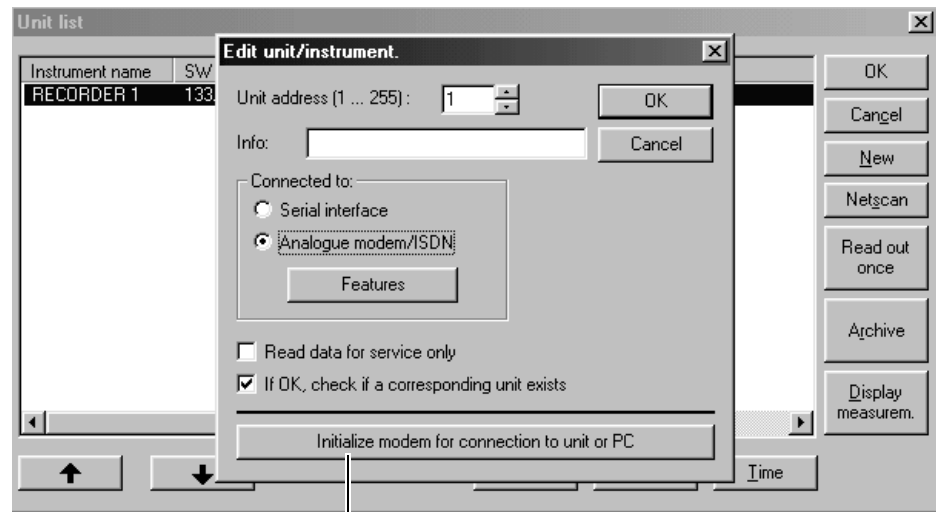 Unit list
Edit unit/instrument.
Instrument name SW
RECORDER 1 133.
Unit address (1 ... 255) : 1
Info:
Connected to:
Serial interface
Analogue modem/ISDN
Features
Read data for service only
If OK, check if a corresponding unit exists
Initialize modem for connection to unit or PC
OK
Cancel
OK
Cancel
New
Netscan
Read out
once
Archive
Display
measurem.
Time